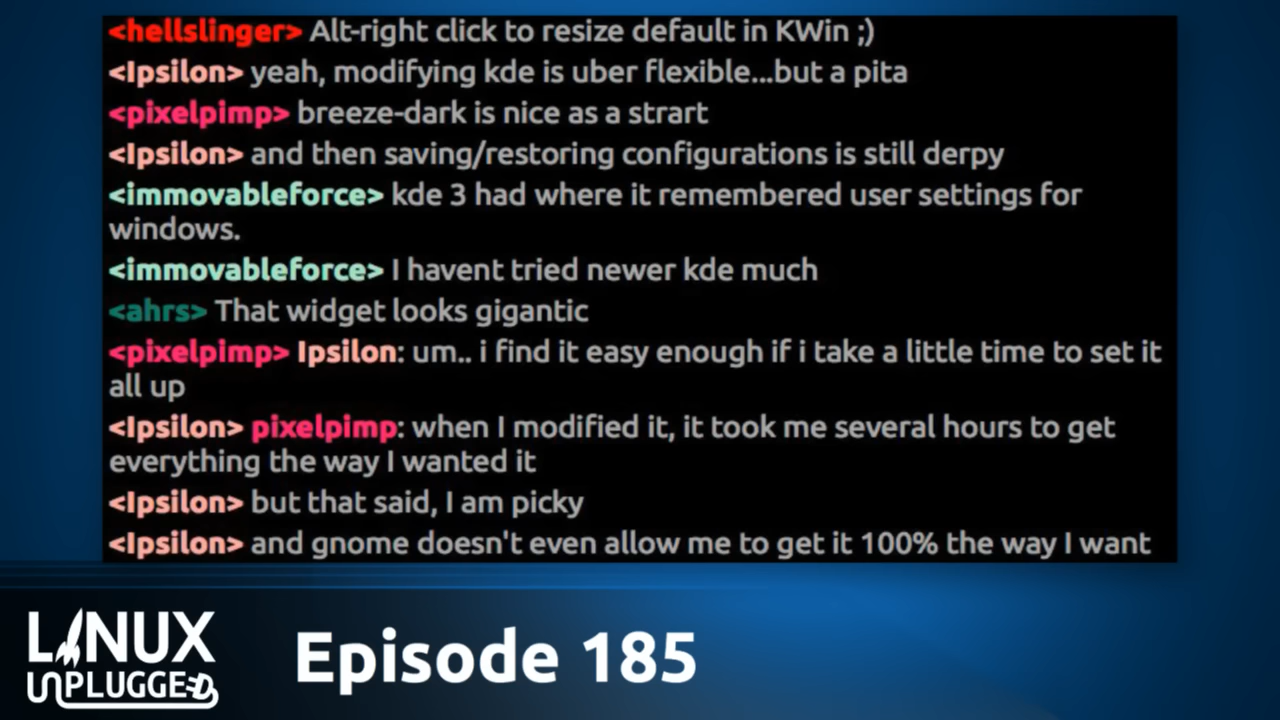 <hellslinger> Alt-right click to resize default in KWin ;)
<Ipsilon> yeah, modifying kde is uber flexible...but a pita
<pixelpimp> breeze-dark is nice as a strart
<Ipsilon> and then saving/restoring configurations is still derpy
<immovableforce> kde 3 had where it remembered user settings for
windows.
<immovableforce> I havent tried newer kde much
<ahrs> That widget looks gigantic
<pixelpimp> Ipsilon: um.. i find it easy enough if i take a little time to set it
all up
<Ipsilon> pixelpimp: when I modified it, it took me several hours to get
everything the way I wanted it
<Ipsilon> but that said, I am picky
<Ipsilon> and gnome doesn't even allow me to get it 100% the way I want
LINUX
UNPLUGGED
Episode 185